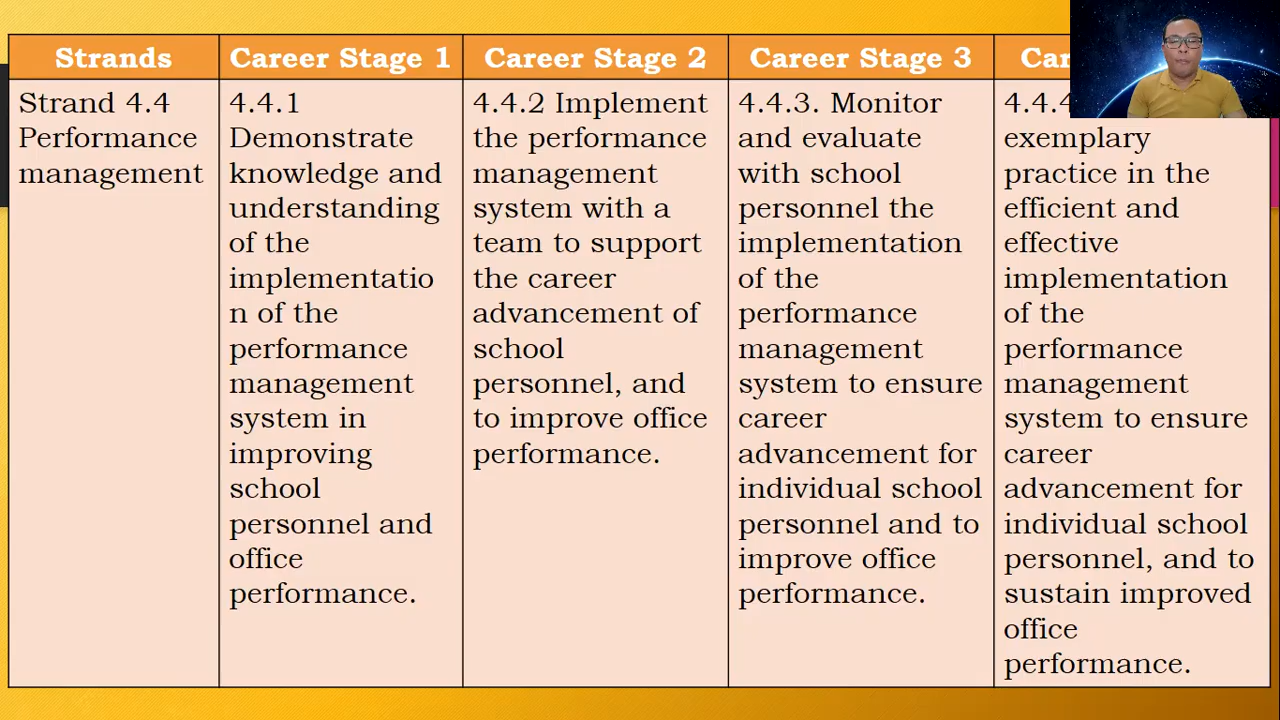 Strands
Career Stage 1
Career Stage 2
Career Stage 3
Strand 4.4
Performance
management
4.4.1
Demonstrate
knowledge and
understanding
of the
implementatio
n of the
performance
management
system in
improving
school
personnel and
office
performance.
4.4.2 Implement
the performance
management
system with a
team to support
the career
advancement of
school
personnel, and
to improve office
performance.
4.4.3. Monitor
and evaluate
with school
personnel the
implementation
of the
performance
management
system to ensure
career
advancement for
individual school
personnel and to
improve office
performance.
4.4.4
exemplary
practice in the
efficient and
effective
implementation
of the
performance
management
system to ensure
career
advancement for
individual school
personnel, and to
sustain improved
office
performance.